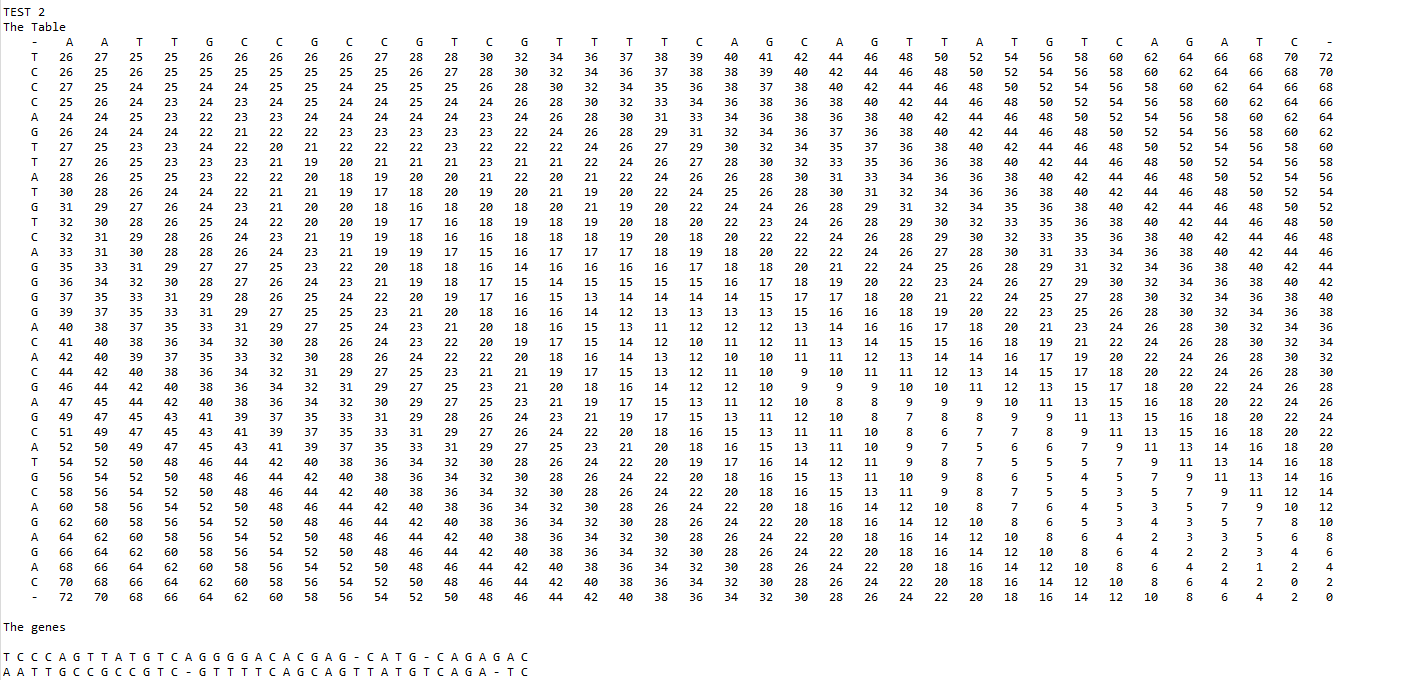 TEST 2
The Table
- A A T T G C C G C C G T C G T T T T C A G C A G T T A T G T C A G A T C -
T 26 27 25 25 26 26 26 26 26 27 28 28 30 32 34 36 37 38 39 40 41 42 44 46 48 50 52 54 56 58 60 62 64 66 68 70 72
C 25 26 25 26 25 25 25 25 25 26 27 28 30 32 34 36 37 38 38 39 40 42 44 46 48 50 52 54 56 58 60 62 64 66 68 70
C 27 25 24 25 24 25 24 25 25 25 26 28 30 32 34 35 36 38 37 38 40 42 44 46 48 50 52 54 56 58 60 62 64 66 68
C 25 26 24 23 24 23 24 25 24 24 26 28 30 32 33 34 36 38 36 38 40 42 44 46 48 50 52 54 56 58 60 62 64 66
A 24 24 25 23 22 23 23 24 24 24 24 24 23 24 26 28 30 31 33 34 36 38 36 38 40 42 44 46 48 50 52 54 56 58 60 62 64
G 26 24 24 24 22 21 22 22 23 23 23 23 23 22 24 26 28 29 31 32 34 36 37 36 38 40 42 44 46 48 50 52 54 56 58 60 62
T 27 25 23 23 24 22 20 21 22 22 22 23 22 22 22 24 26 27 29 30 32 34 35 37 36 38 40 42 44 46 48 50 52 54 56 58 60
T 27 26 25 23 23 23 21 19 20 21 21 21 23 21 21 22 24 26 27 28 30 32 33 35 36 36 38 40 42 44 46 48 50 52 54 56 58
A 28 26 25 25 23 22 22 20 18 19 20 20 21 22 20 21 22 24 26 26 28 30 31 33 34 36 36 38 40 42 44 46 48 50 52 54 56
T 30 28 26 24 24 22 21 21 19 17 18 20 19 20 21 19 20 22 24 25 26 28 30 31 32 34 36 36 38 40 42 44 46 48 50 52 54
G 31 29 27 26 24 23 21 20 20 18 16 18 20 18 20 21 19 20 22 24 24 26 28 29 31 32 34 35 36 38 40 42 44 46 48 50 52
T 32 30 28 26 25 24 22 20 20 19 17 16 18 19 18 19 20 18 20 22 23 24 26 28 29 30 32 33 35 36 38 40 42 44 46 48 50
C 32 31 29 28 26 24 23 21 19 19 18 16 16 18 18 18 19 20 18 20 22 22 24 26 28 29 30 32 33 35 36 38 40 42 44 46 48
A 33 31 30 28 28 26 24 23 21 19 19 17 15 16 17 17 17 18 19 18 20 22 22 24 26 27 28 30 31 33 34 36 38 40 42 44 46
G 35 33 31 29 27 27 25 23 22 20 18 18 16 14 16 16 16 16 17 18 18 20 21 22 24 25 26 28 29 31 32 34 36 38 40 42 44
G 36 34 32 30 28 27 26 24 23 21 19 18 17 15 14 15 15 15 15 16 17 18 19 20 22 23 24 26 27 29 30 32 34 36 38 40 42
G 37 35 33 31 29 28 26 25 24 22 20 19 17 16 15 13 14 14 14 14 15 17 17 18 20 21 22 24 25 27 28 30 32 34 36 38 40
G 39 37 35 33 31 29 27 25 25 23 21 20 18 16 16 14 12 13 13 13 13 15 16 16 18 19 20 22 23 25 26 28 30 32 34 36 38
A 40 38 37 35 33 31 29 27 25 24 23 21 20 18 16 15 13 11 12 12 12 13 14 16 16 17 18 20 21 23 24 26 28 30 32 34 36
C 41 40 38 36 34 32 30 28 26 24 23 22 20 19 17 15 14 12 10 11 12 11 13 14 15 15 16 18 19 21 22 24 26 28 30 32 34
A 42 40 39 37 35 33 32 30 28 26 24 22 22 20 18 16 14 13 12 10 10 11 11 12 13 14 14 16 17 19 20 22 24 26 28 30 32
C 44 42 40 38 36 34 32 31 29 27 25 23 21 21 19 17 15 13 12 11 10 9 10 11 11 12 13 14 15 17 18 20 22 24 26 28 30
G 46 44 42 40 38 36 34 32 31 29 27 25 23 21 20 18 16 14 12 12 10 9 9 9 10 10 11 12 13 15 17 18 20 22 24 26 28
A 47 45 44 42 40 38 36 34 32 30 29 27 25 23 21 19 17 15 13 11 12 10 8 8 9 9 9 10 11 13 15 16 18 20 22 24 26
G 49 47 45 43 41 39 37 35 33 31 29 28 26 24 23 21 19 17 15 13 11 12 10 8 7 8 8 9 9 11 13 15 16 18 20 22 24
C 51 49 47 45 43 41 39 37 35 33 31 29 27 26 24 22 20 18 16 15 13 11 11 10 8 6 7 7 8 9 11 13 15 16 18 20 22
A 52 50 49 47 45 43 41 39 37 35 33 31 29 27 25 23 21 20 18 16 15 13 11 10 9 7 5 6 6 7 9 11 13 14 16 18 20
T 54 52 50 48 46 44 42 40 38 36 34 32 30 28 26 24 22 20 19 17 16 14 12 11 9 8 7 5 5 5 7 9 11 13 14 16 18
G 56 54 52 50 48 46 44 42 40 38 36 34 32 30 28 26 24 22 20 18 16 15 13 11 10 9 8 6 5 4 5 7 9 11 13 14 16
C 58 56 54 52 50 48 46 44 42 40 38 36 34 32 30 28 26 24 22 20 18 16 15 13 11 9 8 7 5 5 3 5 7 9 11 12 14
A 60 58 56 54 52 50 48 46 44 42 40 38 36 34 32 30 28 26 24 22 20 18 16 14 12 10 8 7 6 4 5 3 5 7 9 10 12
G 62 60 58 56 54 52 50 48 46 44 42 40 38 36 34 32 30 28 26 24 22 20 18 16 14 12 10 8 6 5 3 4 3 5 7 8 10
A 64 62 60 58 56 54 52 50 48 46 44 42 40 38 36 34 32 30 28 26 24 22 20 18 16 14 12 10 8 6 4 2 3 3 5 6 8
G 66 64 62 60 58 56 54 52 50 48 46 44 42 40 38 36 34 32 30 28 26 24 22 20 18 16 14 12 10 8 6 4 2 2 3 4 6
A 68 66 64 62 60 58 56 54 52 50 48 46 44 42 40 38 36 34 32 30 28 26 24 22 20 18 16 14 12 10 8 6 4 2 1 2 4
C 70 68 66 64 62 60 58 56 54 52 50 48 46 44 42 40 38 36 34 32 30 28 26 24 22 20 18 16 14 12 10 8 6 4 2 0 2
- 72 70 68 66 64 62 60 58 56 54 52 50 48 46 44 42 40 38 36 34 32 30 28 26 24 22 20 18 16 14 12 10 8 6 4 2 0
The genes
T C C C A G T T A T G T C A G G G G A C A C G A G - C A T G - C A G A G A C
A A T T G C C G C C G T C - G T T T T C A G C A G T T A T G T C A G A - T C